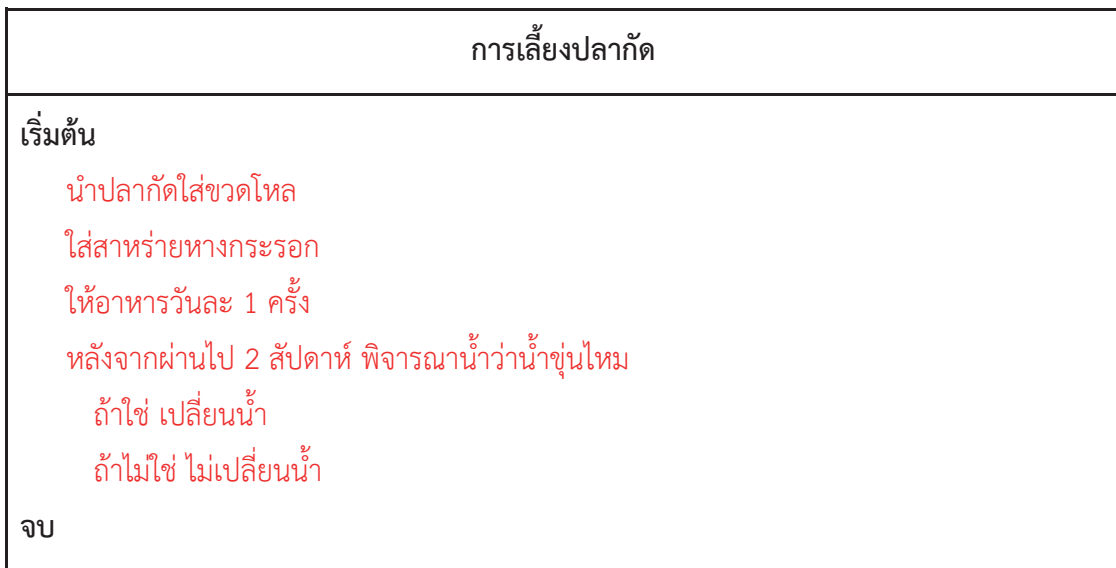 การเลี้ยงปลากัด
เริ่มต้น
นำปลากัดใส่ขวดโหล
ใส่สาหร่ายหางกระรอก
ให้อาหารวันละ 1 ครั้ง
หลังจากผ่านไป 2 สัปดาห์ พิจารณาน้ำว่าน้ำขุ่นไหม
ถ้าใช่ เปลี่ยนน้ำ
ถ้าไม่ใช่ ไม่เปลี่ยนน้ำ
จบ